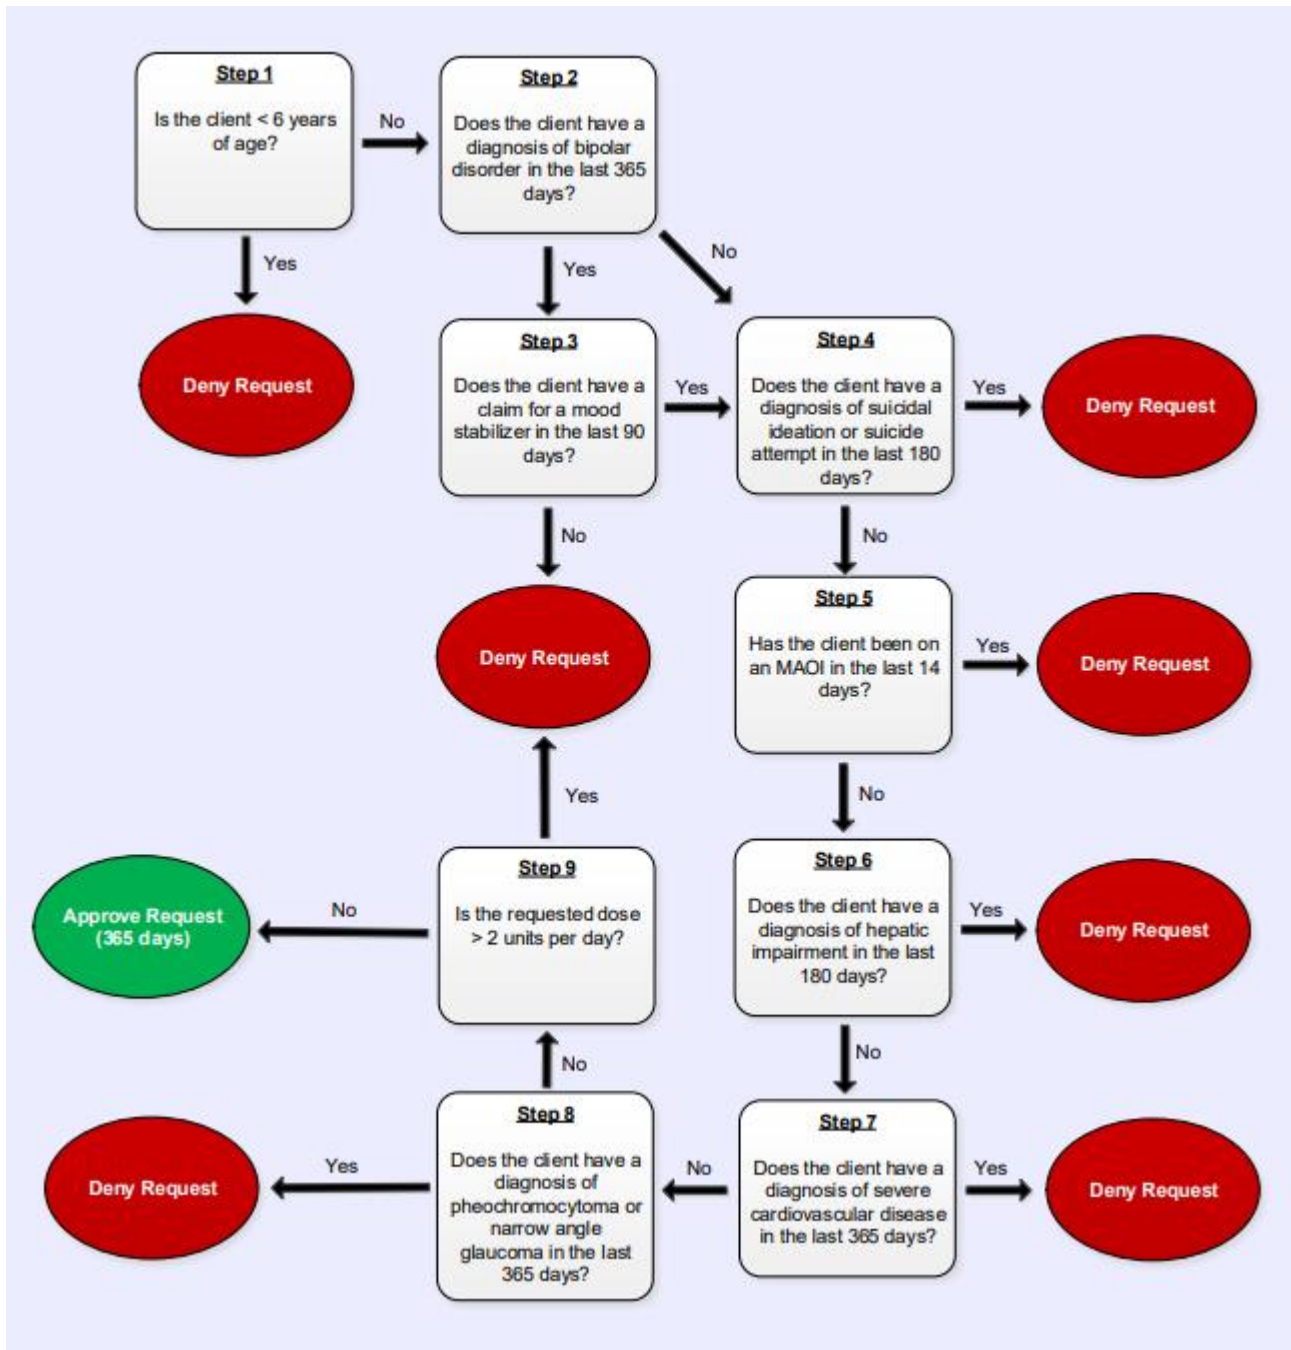 Step 1
Is the client < 6 years
of age?
No
Yes
Deny Request
Step 2
Does the client have a
diagnosis of bipolar
disorder in the last 365
days?
No
Yes
Step 3
Does the client have a
claim for a mood
stabilizer in the last 90
days?
Yes
No
Deny Request
Step 4
Does the client have a
diagnosis of suicidal
ideation or suicide
attempt in the last 180
days?
Yes
Deny Request
No
Step 5
Has the client been on
an MAOI in the last 14
days?
Yes
Deny Request
No
Step 6
Does the client have a
diagnosis of hepatic
impairment in the last
180 days?
Yes
Deny Request
No
Step 7
Does the client have a
diagnosis of severe
cardiovascular disease
in the last 365 days?
Yes
Deny Request
No
Step 8
Does the client have a
diagnosis of
pheochromocytoma or
narrow angle
glaucoma in the last
365 days?
Yes
Deny Request
No
Step 9
Is the requested dose
> 2 units per day?
Yes
No
Approve Request
(365 days)